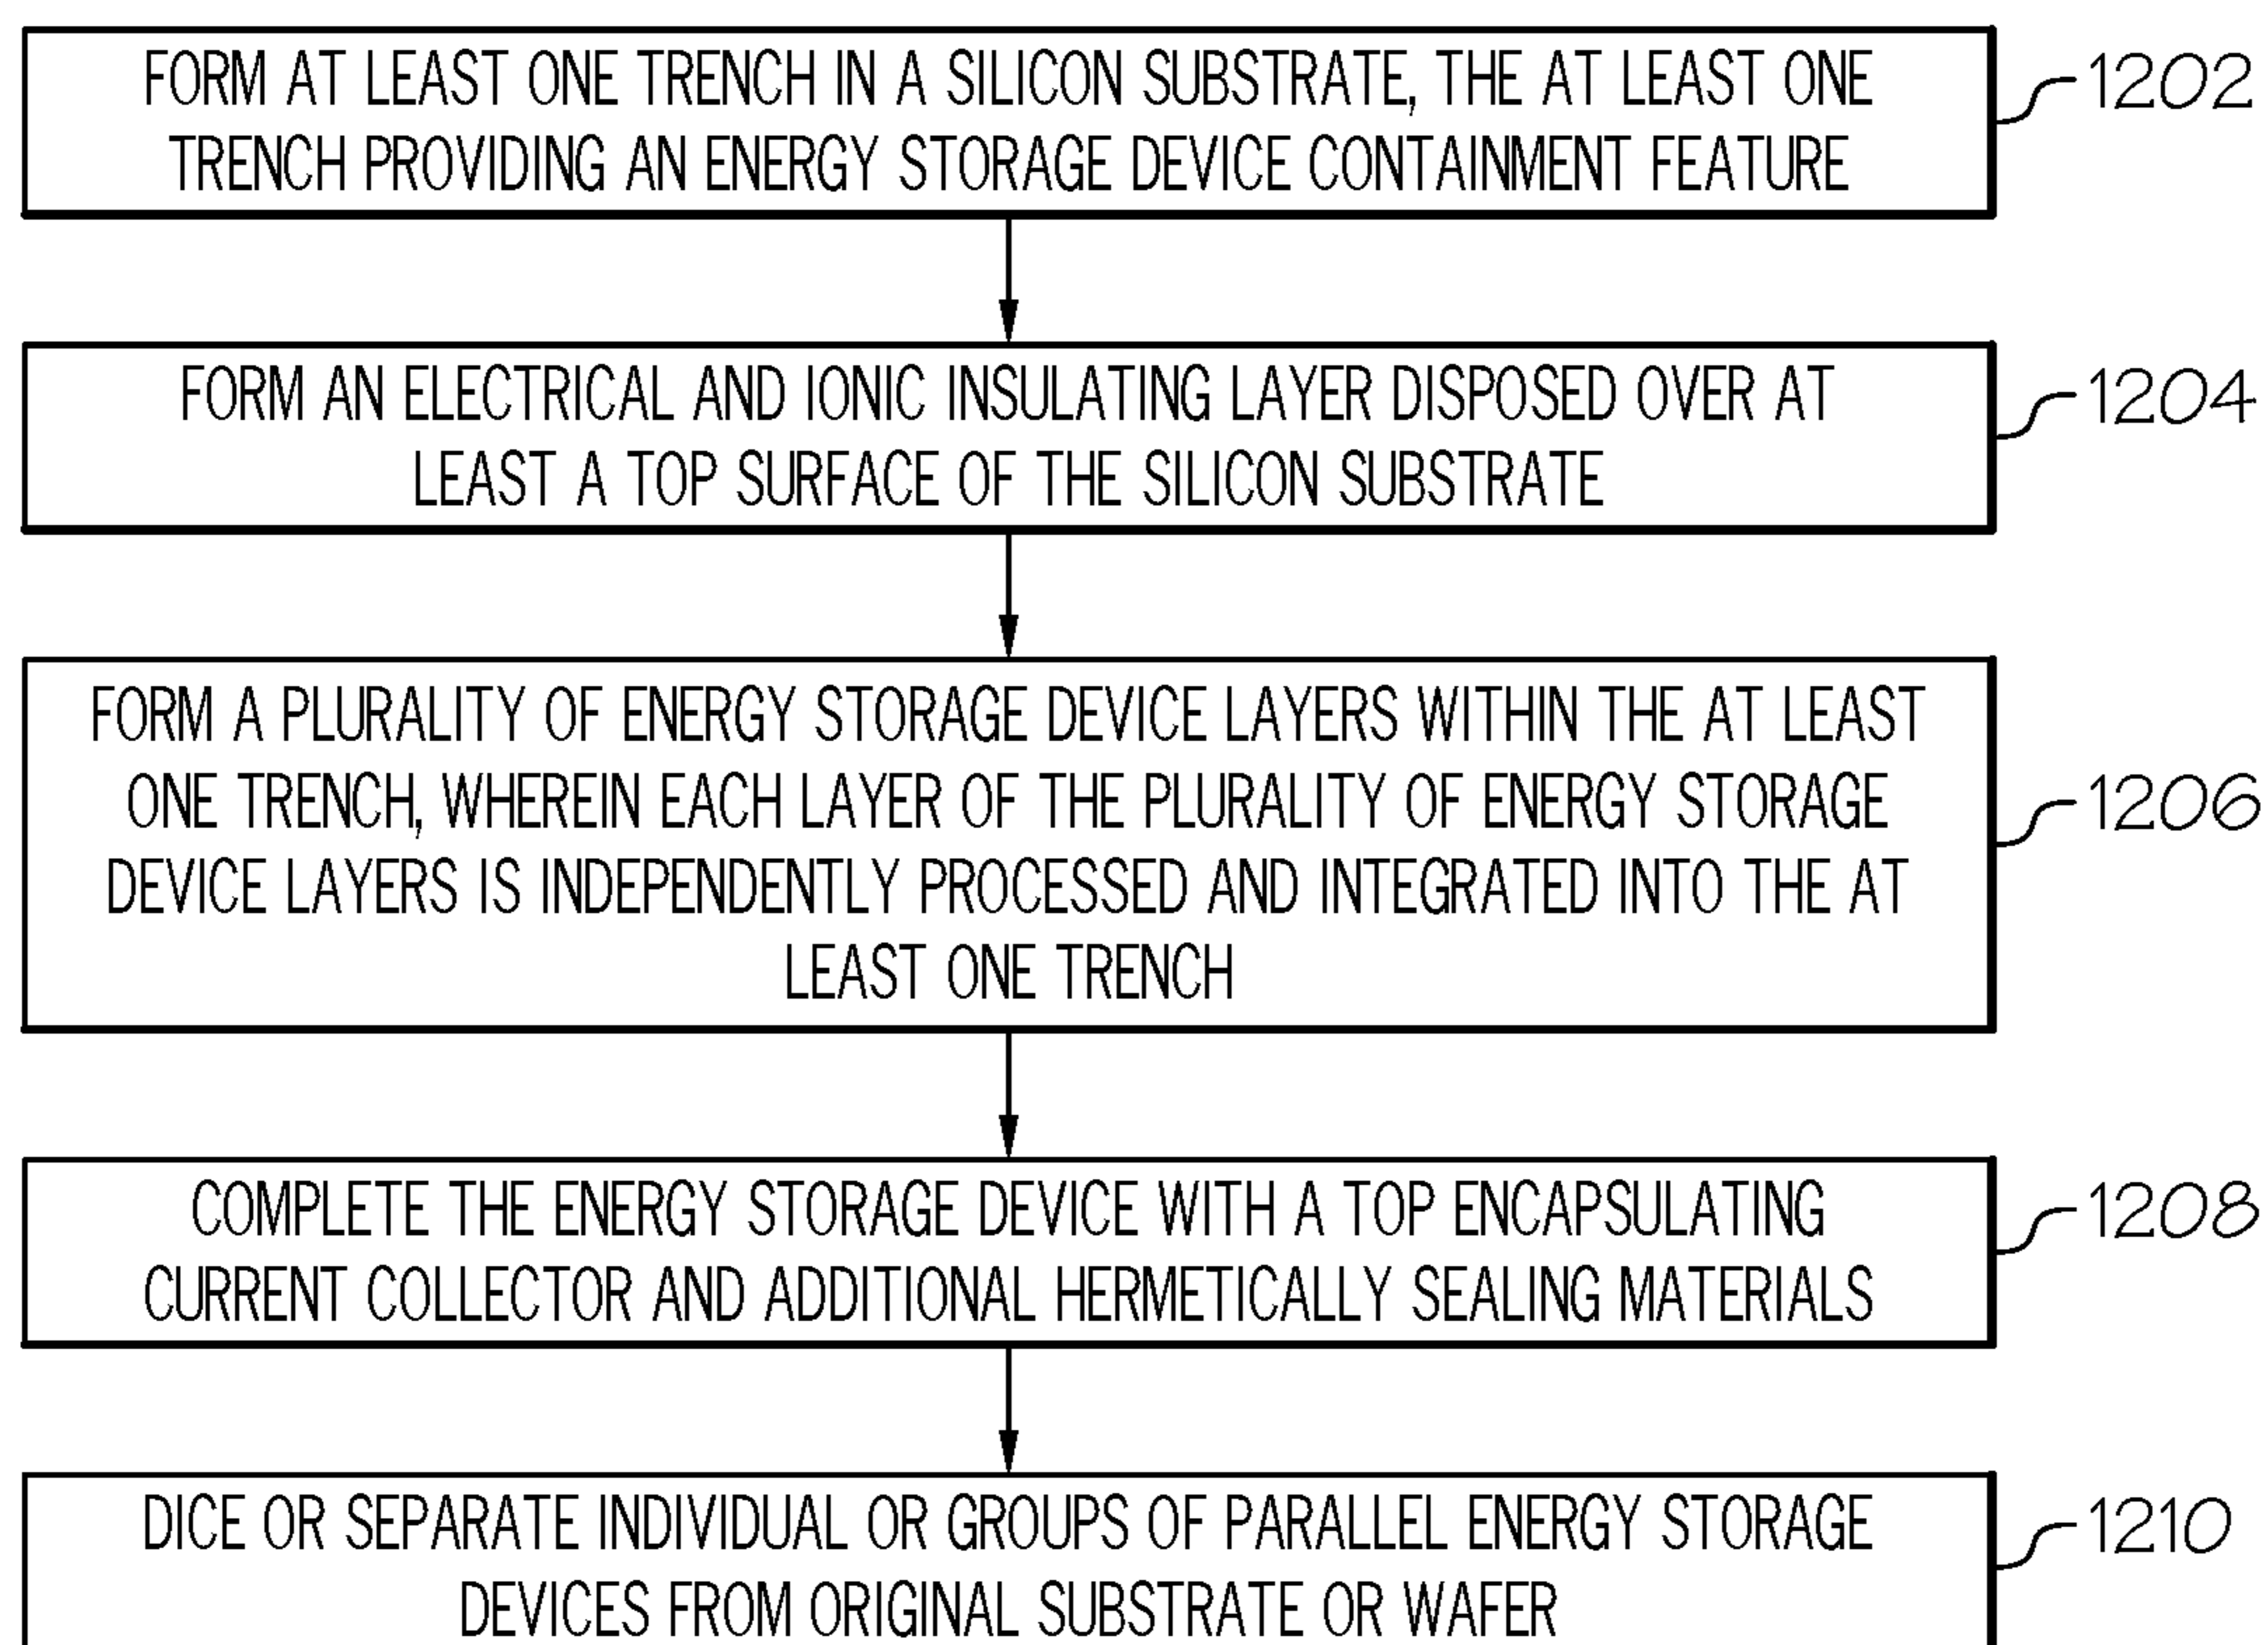 FORM AT LEAST ONE TRENCH IN A SILICON SUBSTRATE, THE AT LEAST ONE
TRENCH PROVIDING AN ENERGY STORAGE DEVICE CONTAINMENT FEATURE
1202
FORM AN ELECTRICAL AND IONIC INSULATING LAYER DISPOSED OVER AT
LEAST A TOP SURFACE OF THE SILICON SUBSTRATE
1204
FORM A PLURALITY OF ENERGY STORAGE DEVICE LAYERS WITHIN THE AT LEAST
ONE TRENCH, WHEREIN EACH LAYER OF THE PLURALITY OF ENERGY STORAGE
DEVICE LAYERS IS INDEPENDENTLY PROCESSED AND INTEGRATED INTO THE AT
LEAST ONE TRENCH
1206
COMPLETE THE ENERGY STORAGE DEVICE WITH A TOP ENCAPSULATING
CURRENT COLLECTOR AND ADDITIONAL HERMETICALLY SEALING MATERIALS
1208
DICE OR SEPARATE INDIVIDUAL OR GROUPS OF PARALLEL ENERGY STORAGE
DEVICES FROM ORIGINAL SUBSTRATE OR WAFER
1210